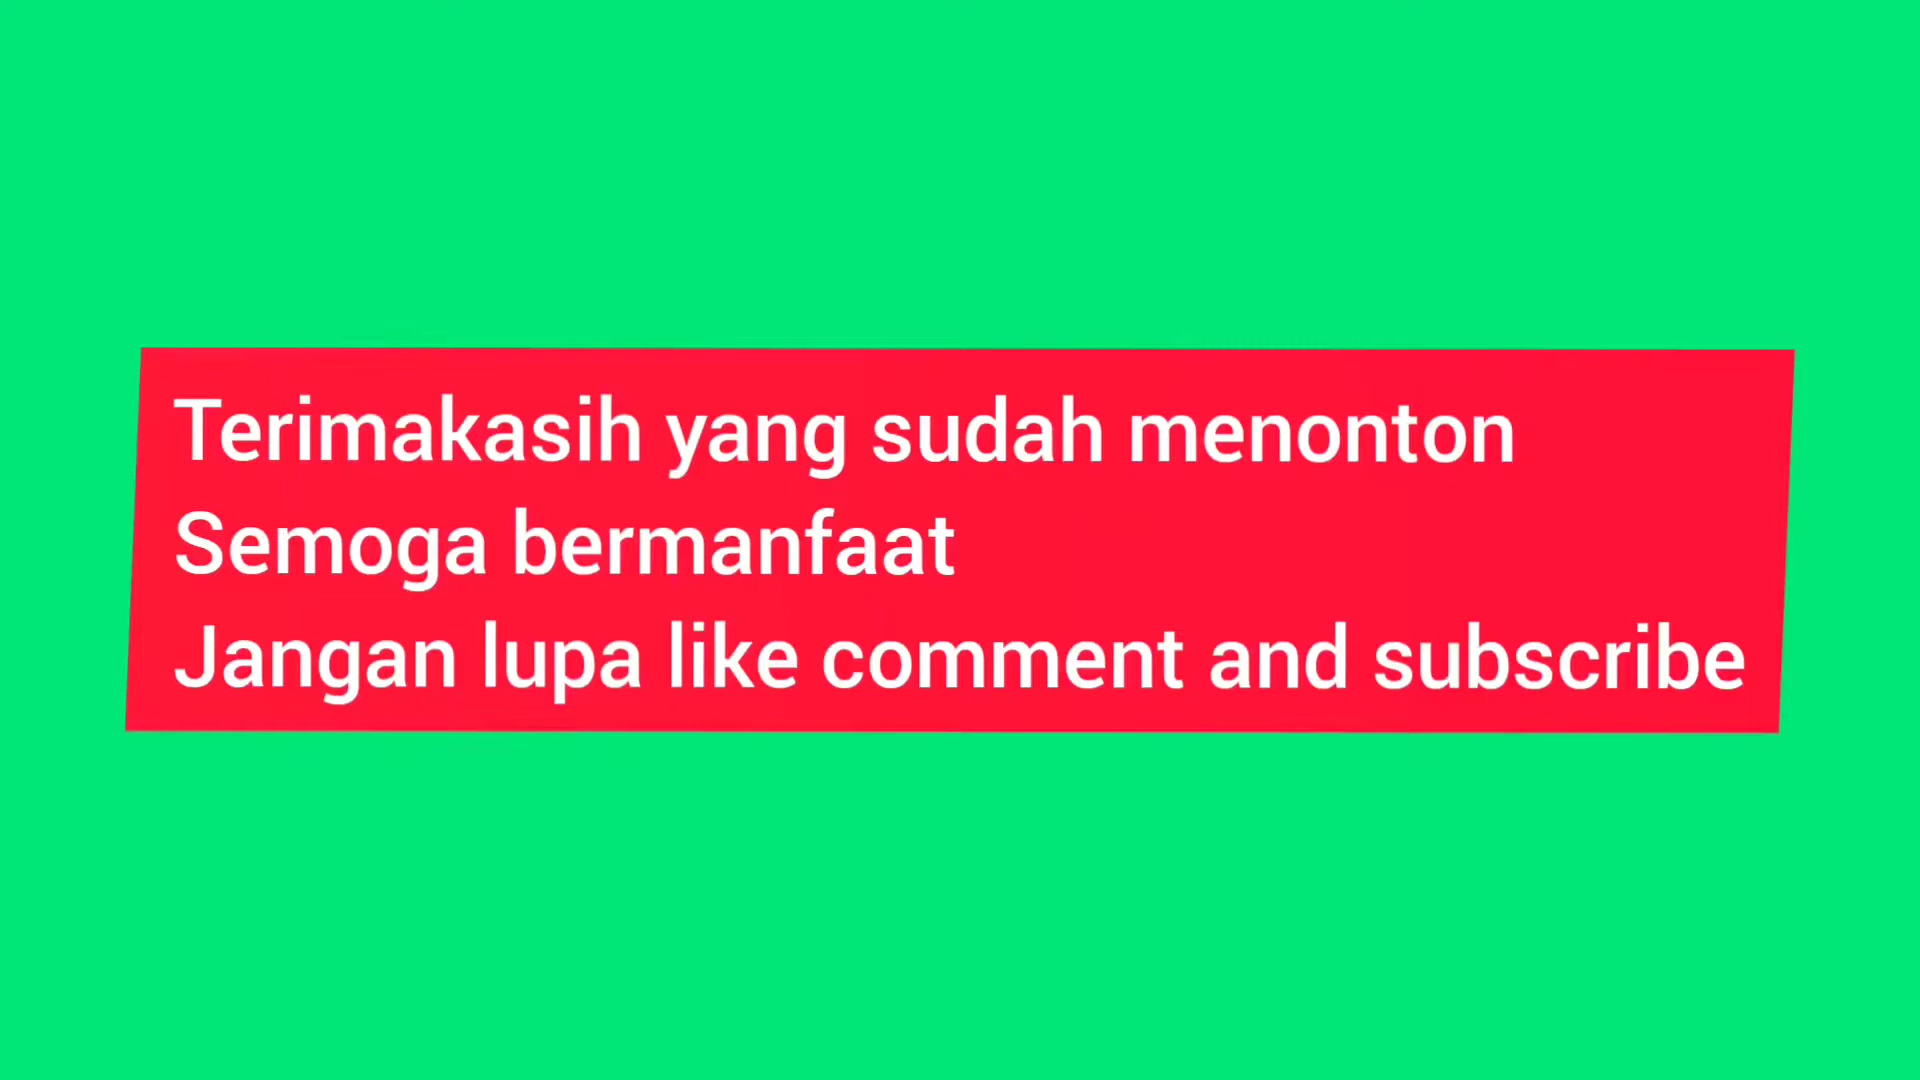 Terimakasih yang sudah menonton
Semoga bermanfaat
Jangan lupa like comment and subscribe